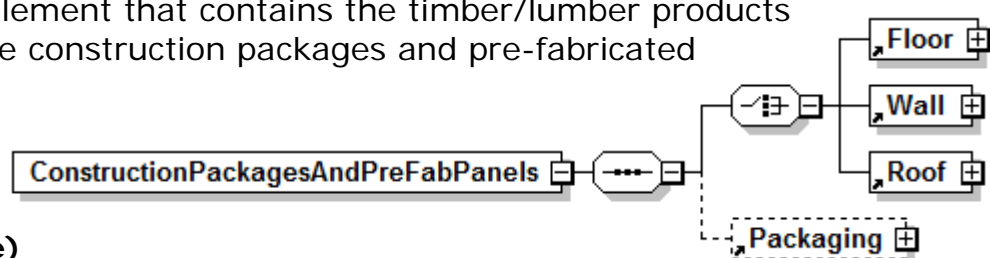 lement that contains the timber/lumber products
e construction packages and pre-fabricated
Floor
Wall
ConstructionPackagesAndPreFabPanels
Roof
Packaging
e)